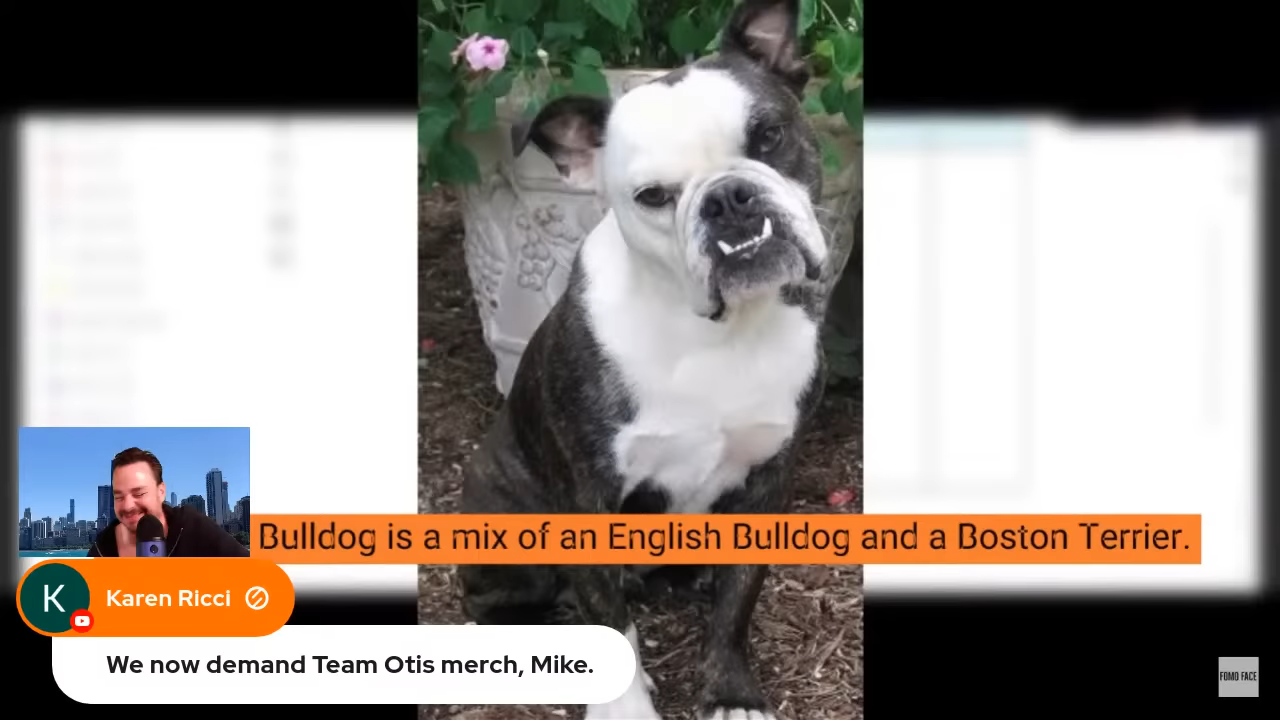 Bulldog is a mix of an English Bulldog and a Boston Terrier.
K
Karen Ricci
We now demand Team Otis merch, Mike.
FOMO FACE